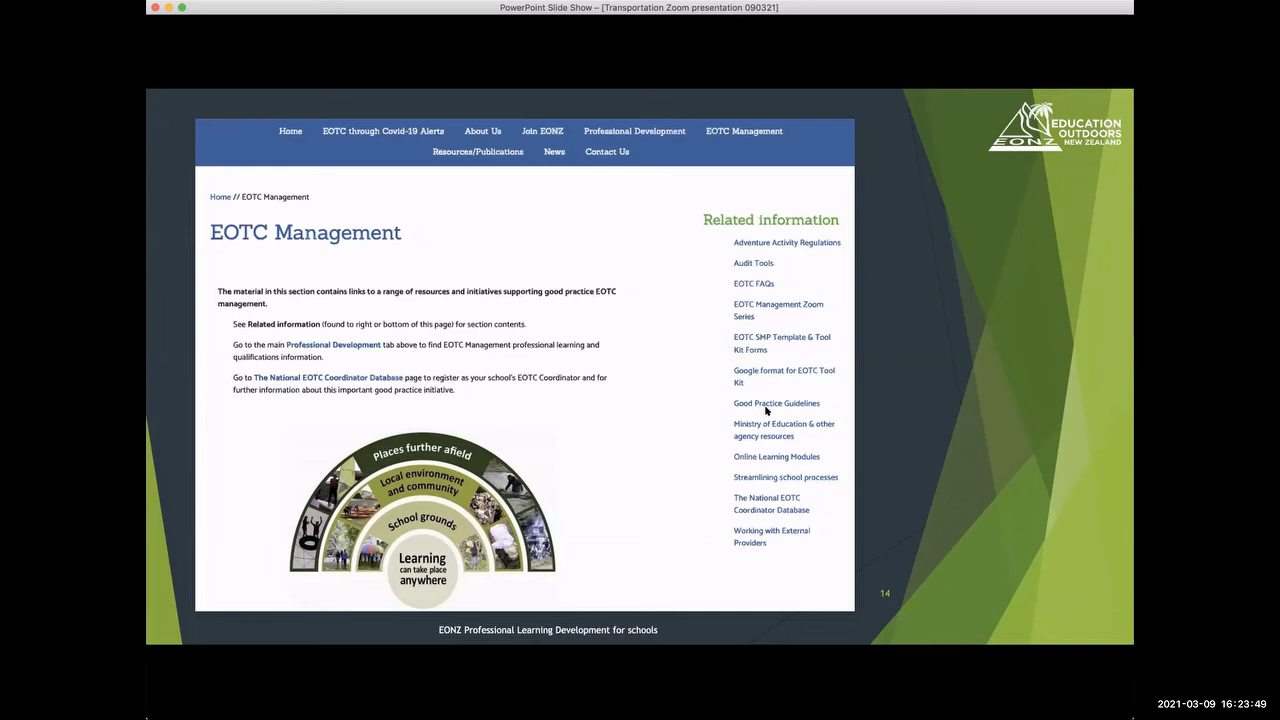 PowerPoint Slide Show – [Transportation Zoom presentation 090321]
EDUCATION
OUTDOORS
NEW ZEALAND
EONZ
Home EOTC through Covid-19 Alerts About Us Join EONZ Professional Development EOTC Management
Resources/Publications News Contact Us
Home // EOTC Management
EOTC Management
The material in this section contains links to a range of resources and initiatives supporting good practice EOTC
management.
See Related information (found to right or bottom of this page) for section contents.
Go to the main Professional Development tab above to find EOTC Management professional learning and
qualifications information.
Go to The National EOTC Coordinator Database page to register as your school's EOTC Coordinator and for
further information about this important good practice initiative.
Places further afield
Local environment
and community
School grounds
Learning
can take place
anywhere
Related information
Adventure Activity Regulations
Audit Tools
EOTC FAQs
EOTC Management Zoom
Series
EOTC SMP Template & Tool
Kit Forms
Google format for EOTC Tool
Kit
Good Practice Guidelines
Ministry of Education & other
agency resources
Online Learning Modules
Streamlining school processes
The National EOTC
Coordinator Database
Working with External
Providers
14
EONZ Professional Learning Development for schools
2021-03-09 16:23:49